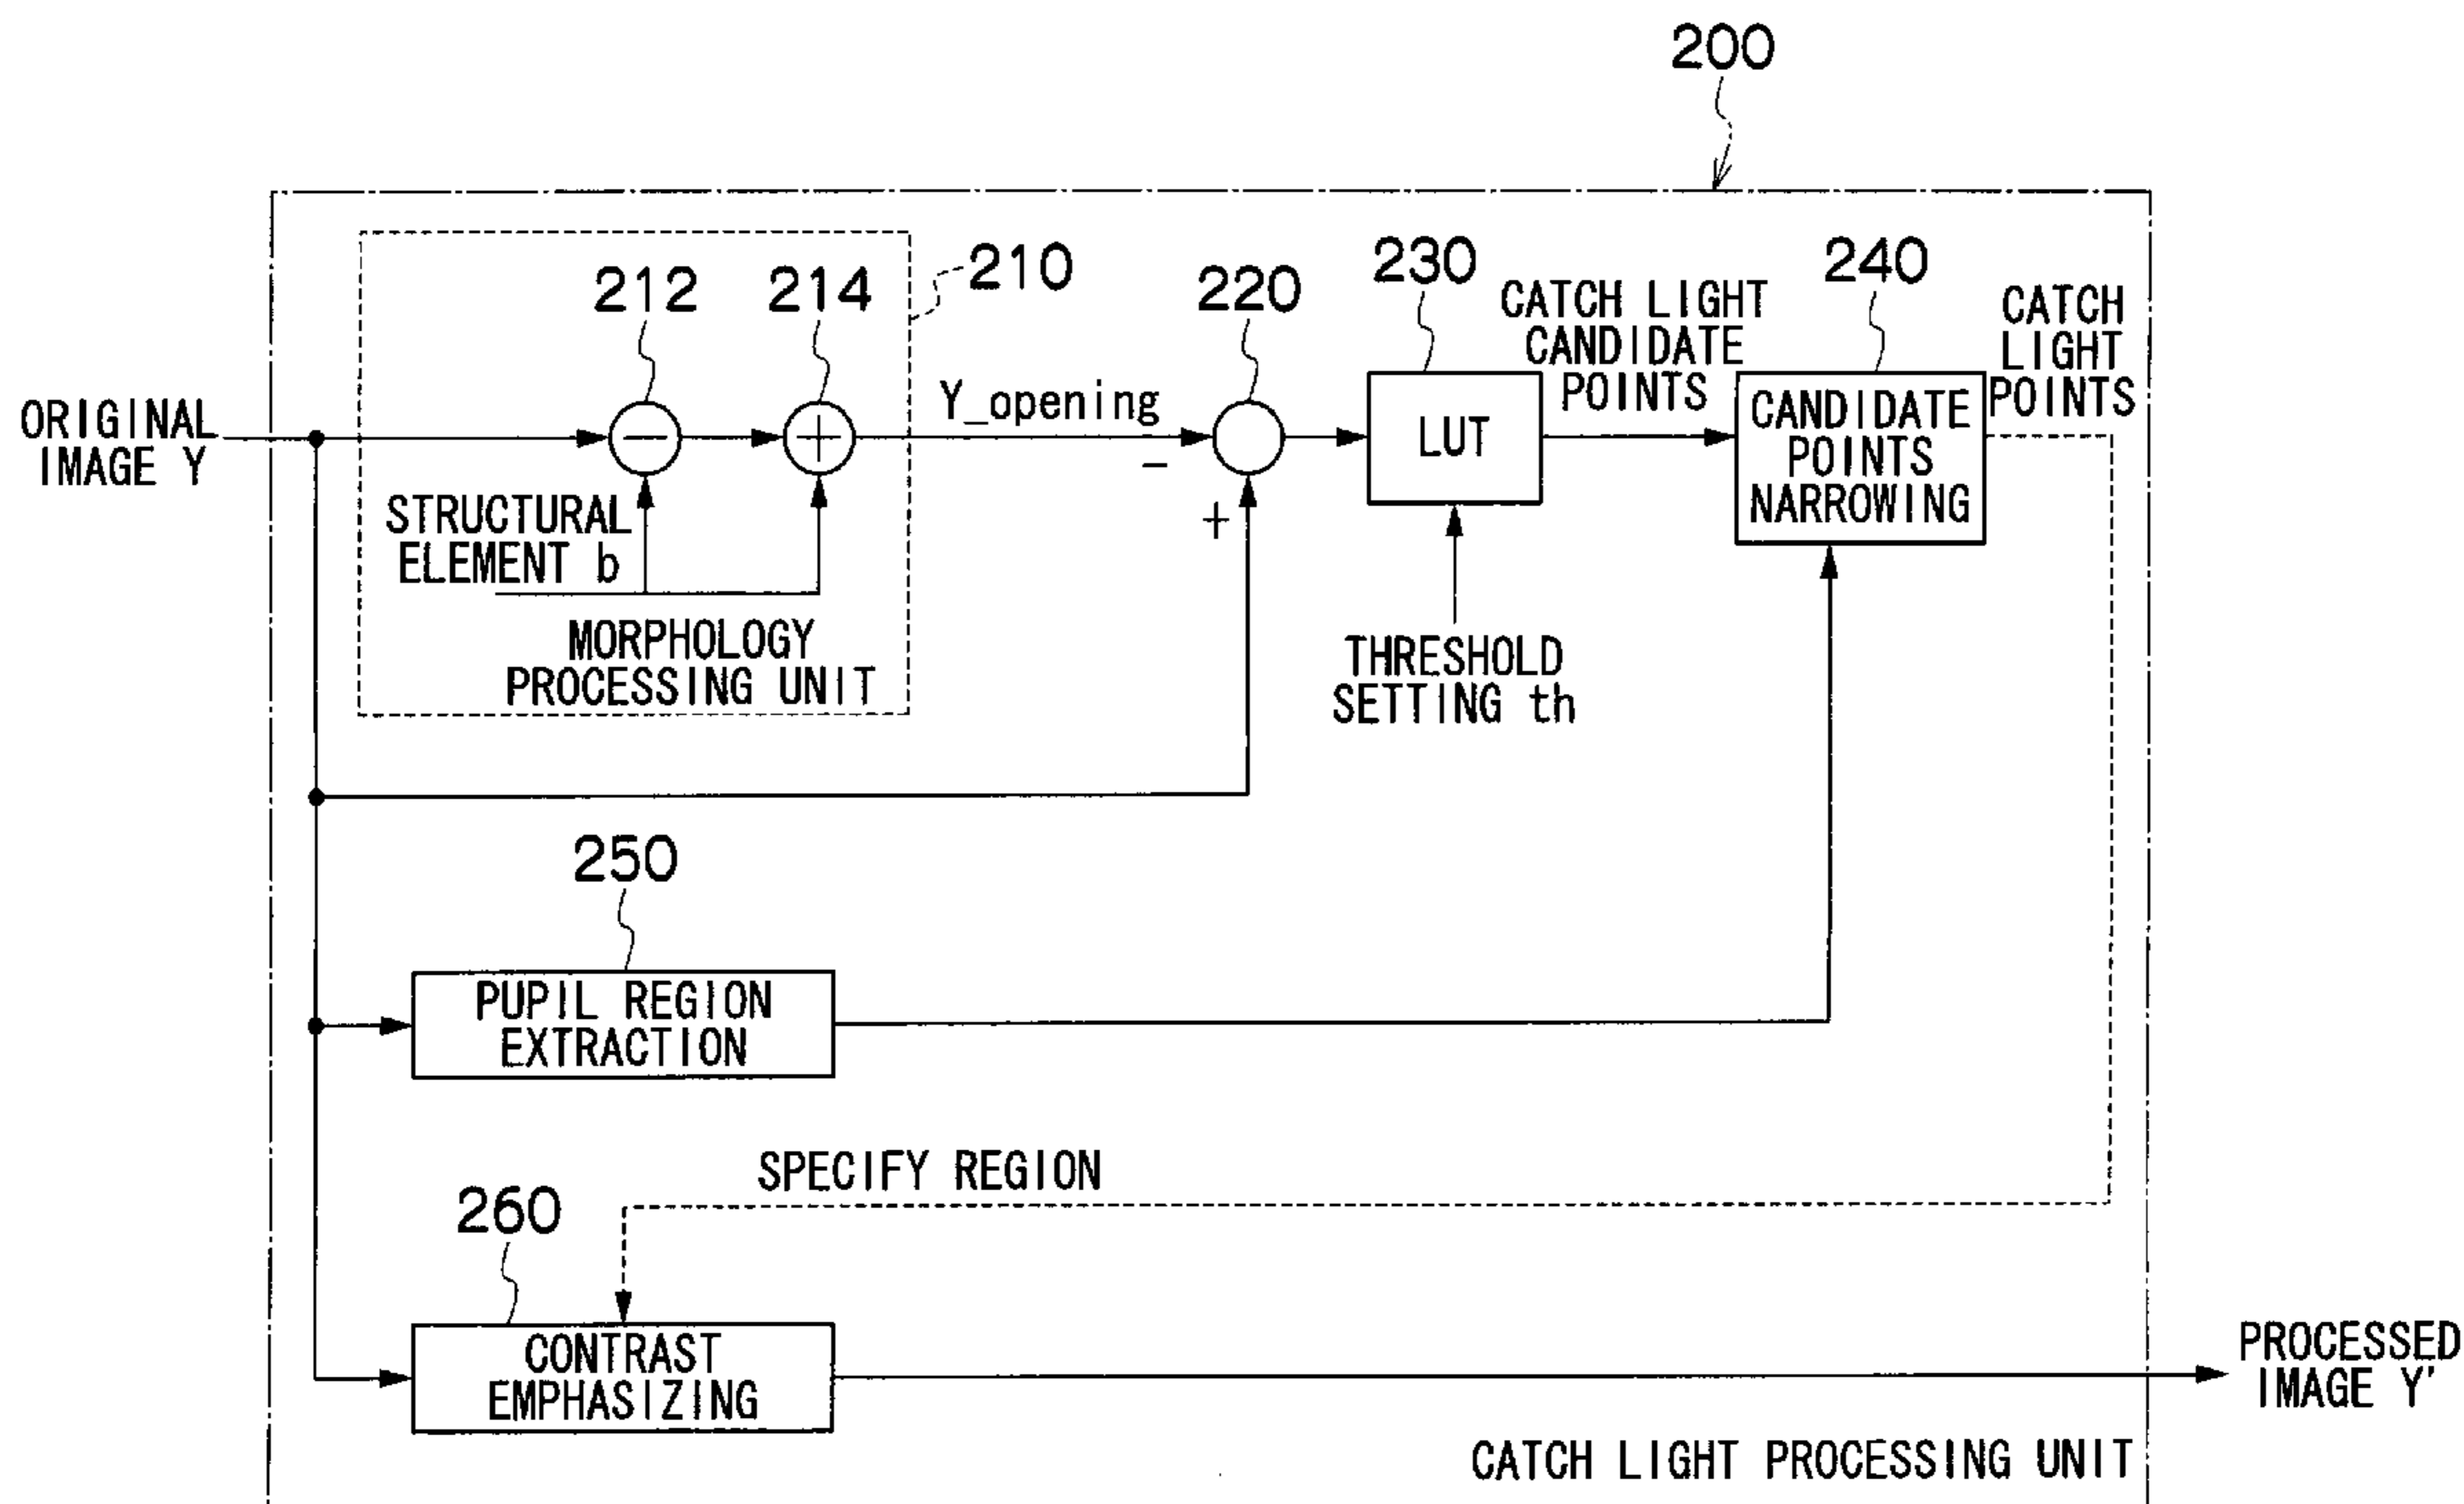 200
210
212
214
220
230
240
CATCH LIGHT
CANDIDATE
POINTS
CATCH
LIGHT
POINTS
ORIGINAL
IMAGE Y
−
+
Y_opening
−
+
LUT
CANDIDATE
POINTS
NARROWING
STRUCTURAL
ELEMENT b
MORPHOLOGY
PROCESSING UNIT
THRESHOLD
SETTING th
250
PUPIL REGION
EXTRACTION
SPECIFY REGION
260
CONTRAST
EMPHASIZING
PROCESSED
IMAGE Y'
CATCH LIGHT PROCESSING UNIT